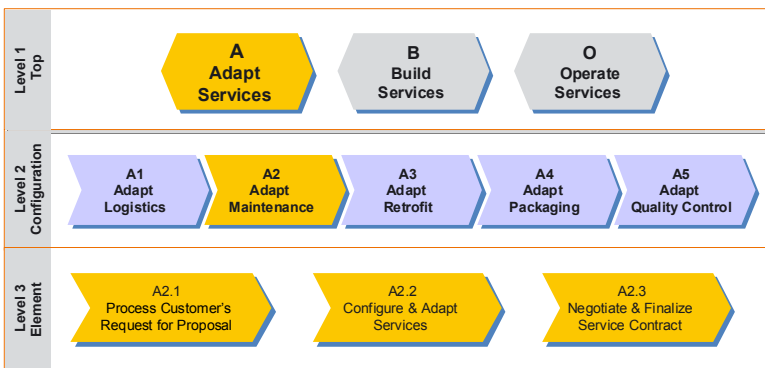 Level 1
Top
A
Adapt
Services
B
Build
Services
O
Operate
Services
Level 2
Configuration
A1
Adapt
Logistics
A2
Adapt
Maintenance
A3
Adapt
Retrofit
A4
Adapt
Packaging
A5
Adapt
Quality Control
Level 3
Element
A2.1
Process Customer's
Request for Proposal
A2.2
Configure & Adapt
Services
A2.3
Negotiate & Finalize
Service Contract